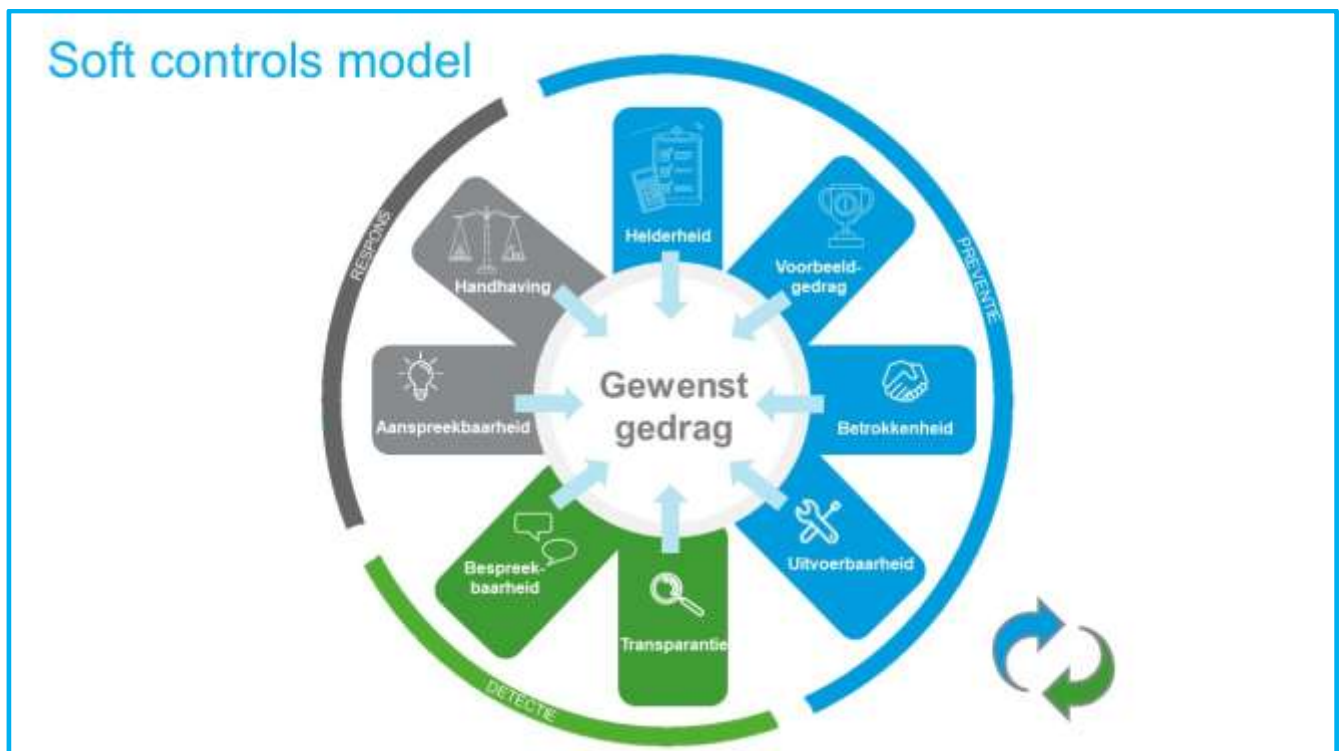 Soft controls model
Helderheid
Voorbeeld-
gedrag
Betrokkenheid
Uitvoerbaarheid
Transparantie
Bespreek-
baarheid
Aanspreekbaarheid
Handhaving
Gewenst
gedrag
PREVENTIE
DETECTIE
RESPONS